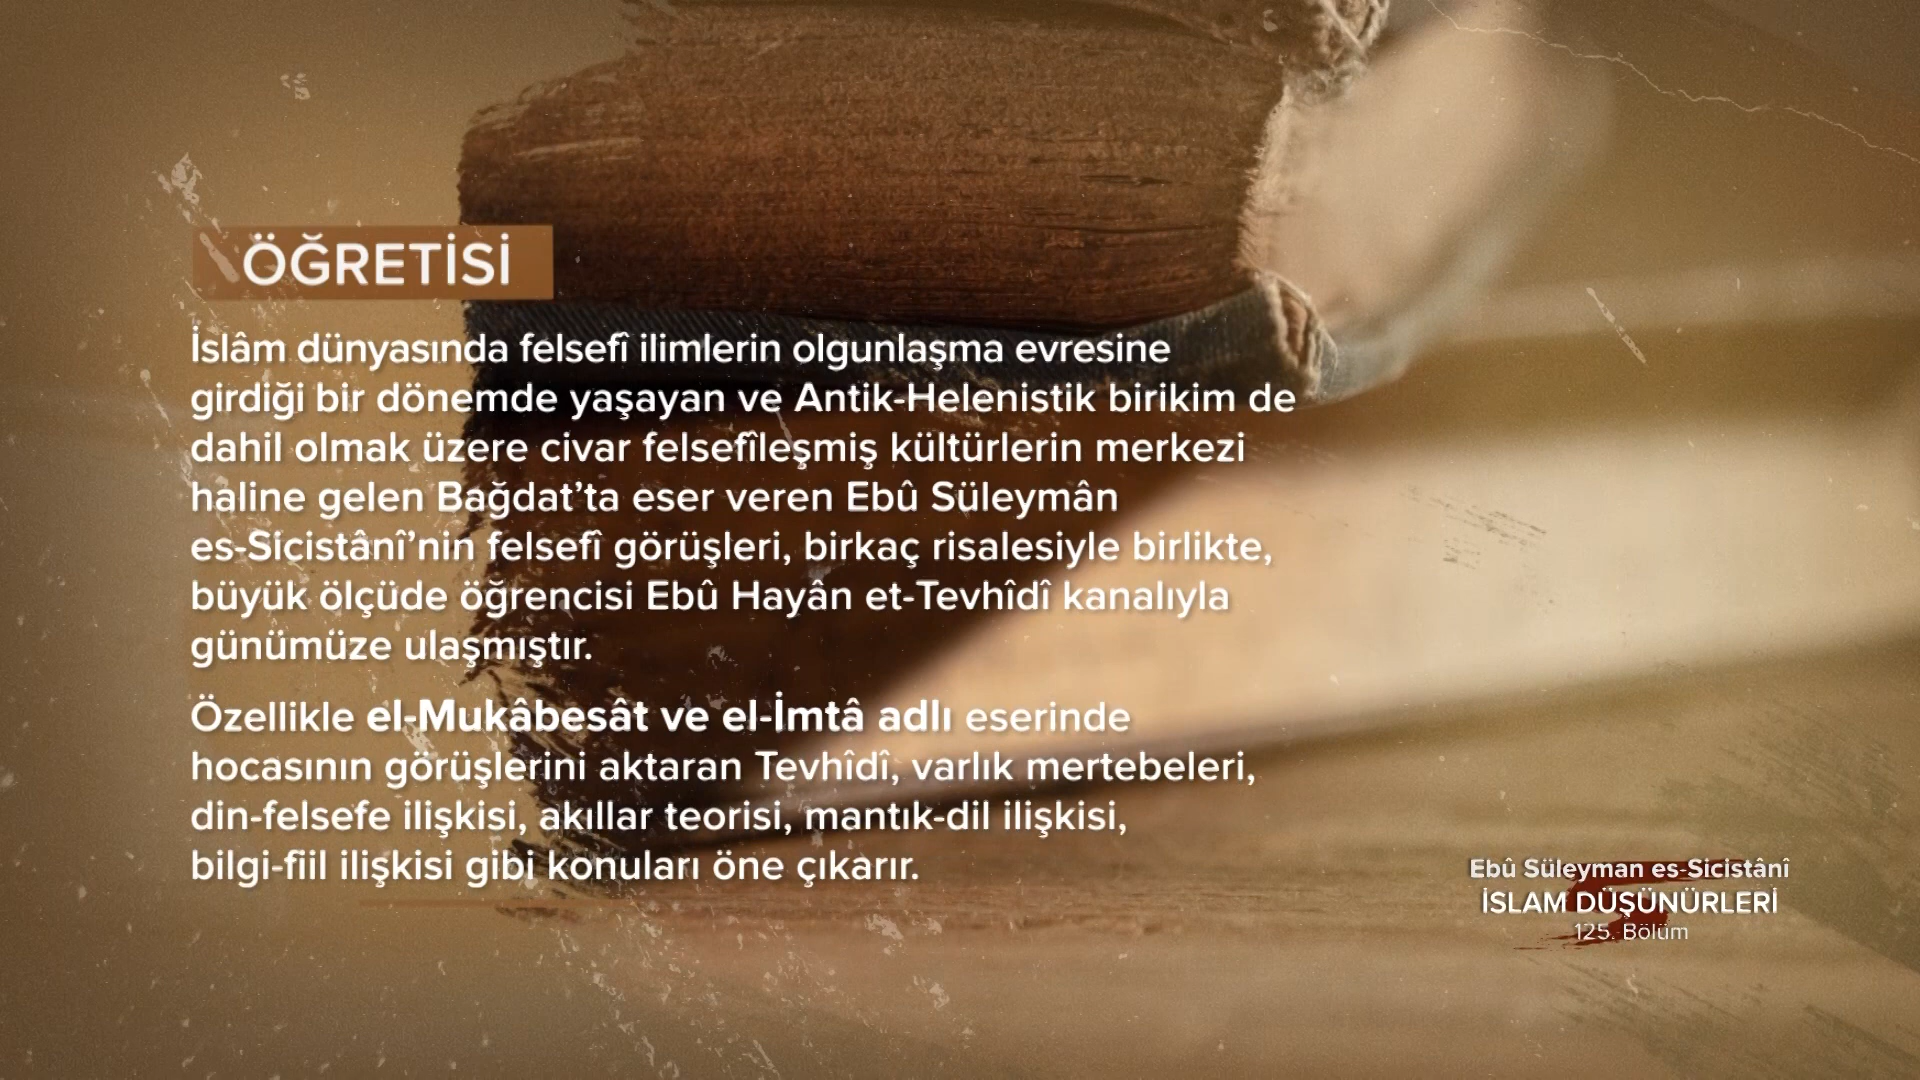 ÖĞRETİSİ
İslâm dünyasında felsefî ilimlerin olgunlaşma evresine
girdiği bir dönemde yaşayan ve Antik-Helenistik birikim de
dahil olmak üzere civar felsefîleşmiş kültürlerin merkezi
haline gelen Bağdat’ta eser veren Ebû Süleymân
es-Sicistânî’nin felsefî görüşleri, birkaç risalesiyle birlikte,
büyük ölçüde öğrencisi Ebû Hayân et-Tevhîdî kanalıyla
günümüze ulaşmıştır.
Özellikle el-Mukâbesât ve el-İmtâ adlı eserinde
hocasının görüşlerini aktaran Tevhîdî, varlık mertebeleri,
din-felsefe ilişkisi, akıllar teorisi, mantık-dil ilişkisi,
bilgi-fiil ilişkisi gibi konuları öne çıkarır.
Ebû Süleyman es-Sicistânî
İSLAM DÜŞÜNÜRLERİ
125. Bölüm